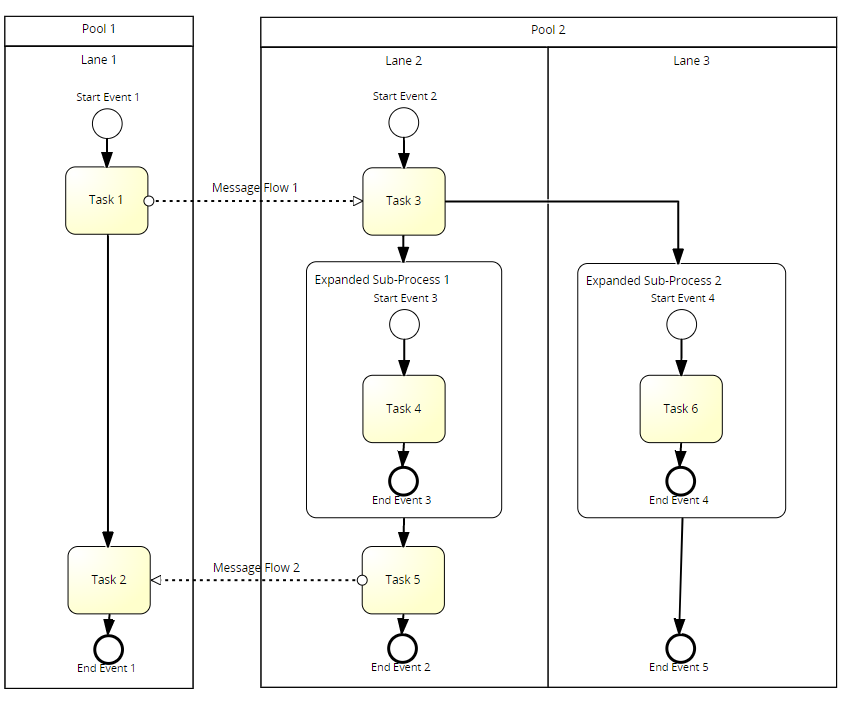 Pool 1
Pool 2
Lane 1
Lane 2
Lane 3
Start Event 1
Start Event 2
Task 1
Message Flow 1
Task 3
Expanded Sub-Process 1
Expanded Sub-Process 2
Start Event 3
Start Event 4
Task 4
Task 6
End Event 3
End Event 4
Task 2
Message Flow 2
Task 5
End Event 1
End Event 2
End Event 5